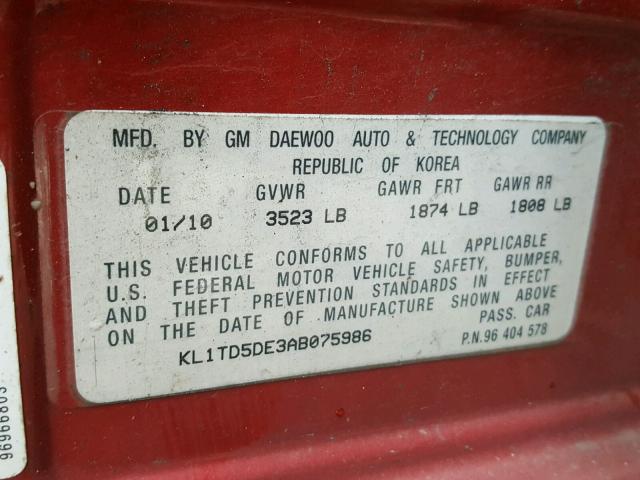 MFD. BY GM DAEWOO AUTO & TECHNOLOGY COMPANY
REPUBLIC OF KOREA
DATE GVWR GAWR FRT GAWR RR
01/10 3523 LB 1874 LB 1808 LB
THIS VEHICLE CONFORMS TO ALL APPLICABLE
U.S. FEDERAL MOTOR VEHICLE SAFETY, BUMPER,
AND THEFT PREVENTION STANDARDS IN EFFECT
ON THE DATE OF MANUFACTURE SHOWN ABOVE
PASS. CAR
KL1TD5DE3AB075986 P.N.96 404 578
96966803